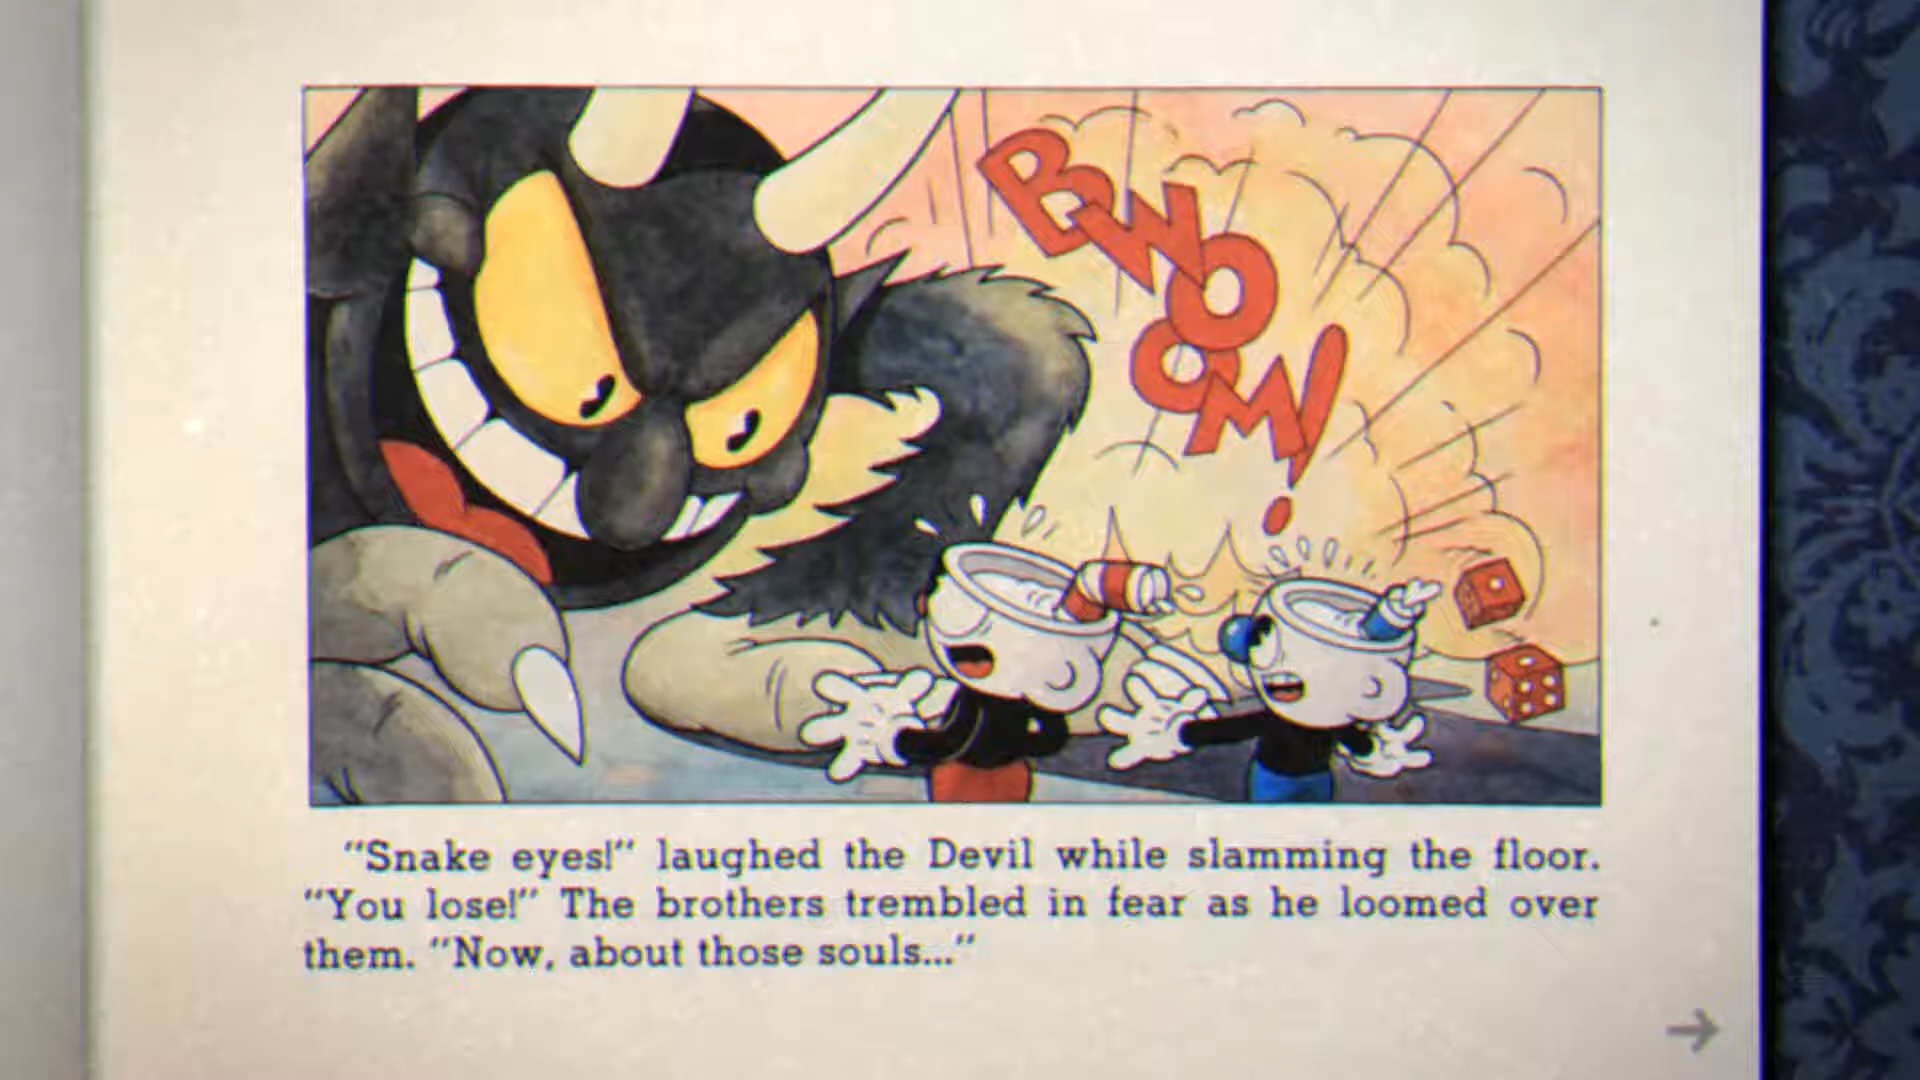 BWOOM!
“Snake eyes!” laughed the Devil while slamming the floor.
“You lose!” The brothers trembled in fear as he loomed over
them. “Now, about those souls...”